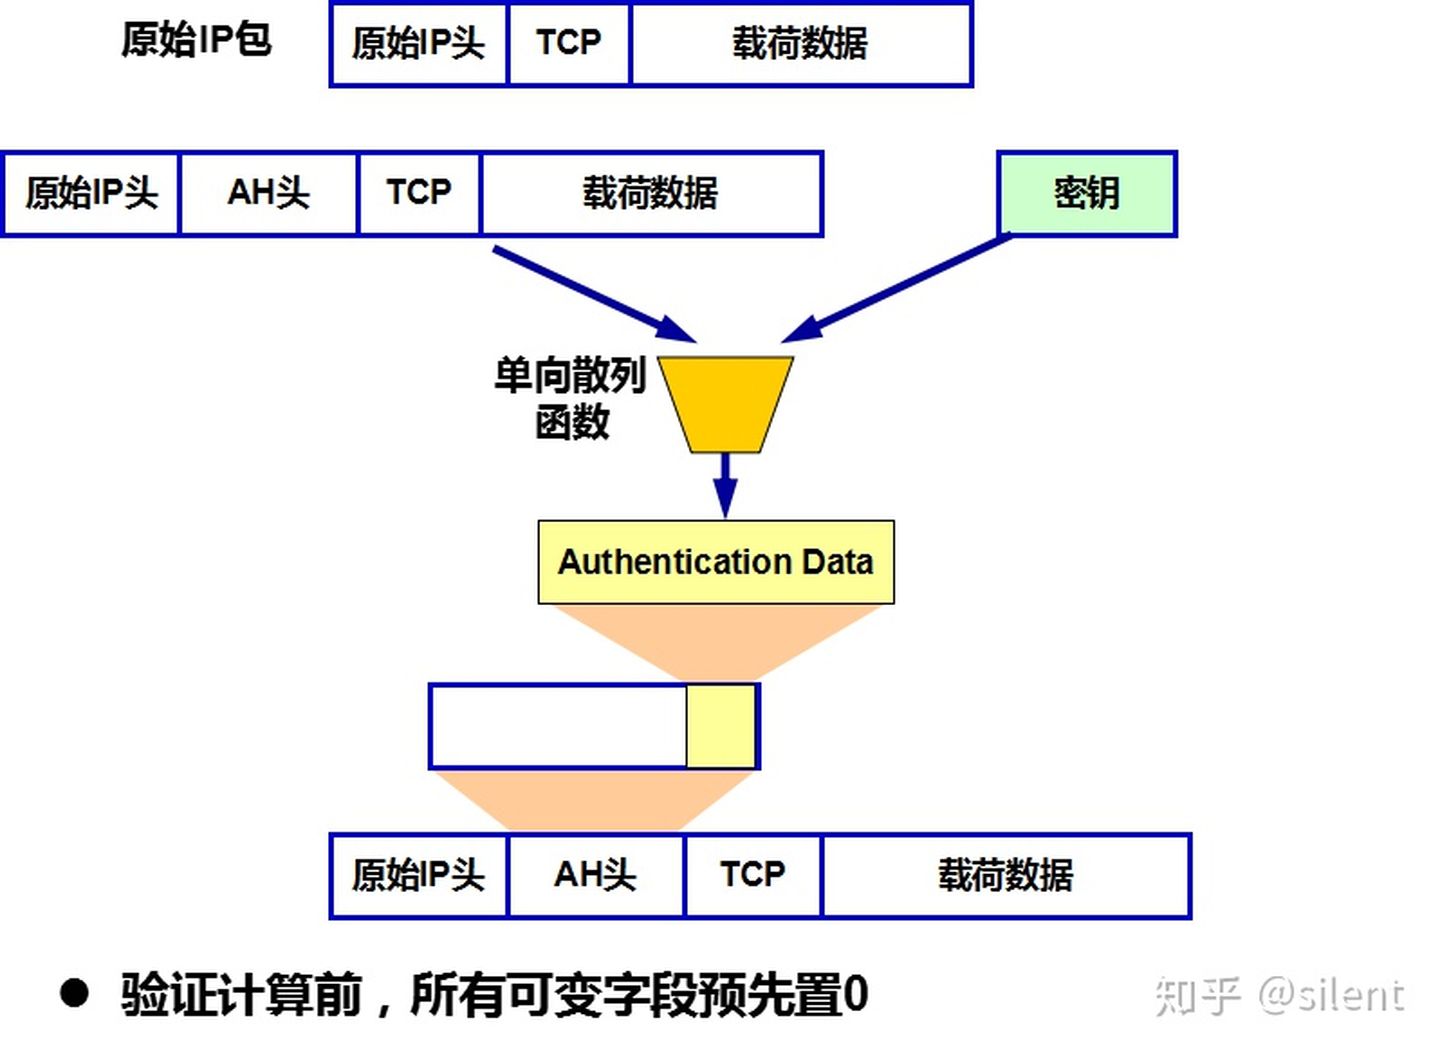 原始IP包
原始IP头 TCP 载荷数据
原始IP头 AH头 TCP 载荷数据 密钥
单向散列
函数
Authentication Data
原始IP头 AH头 TCP 载荷数据
● 验证计算前，所有可变字段预先置0
知乎 @silent